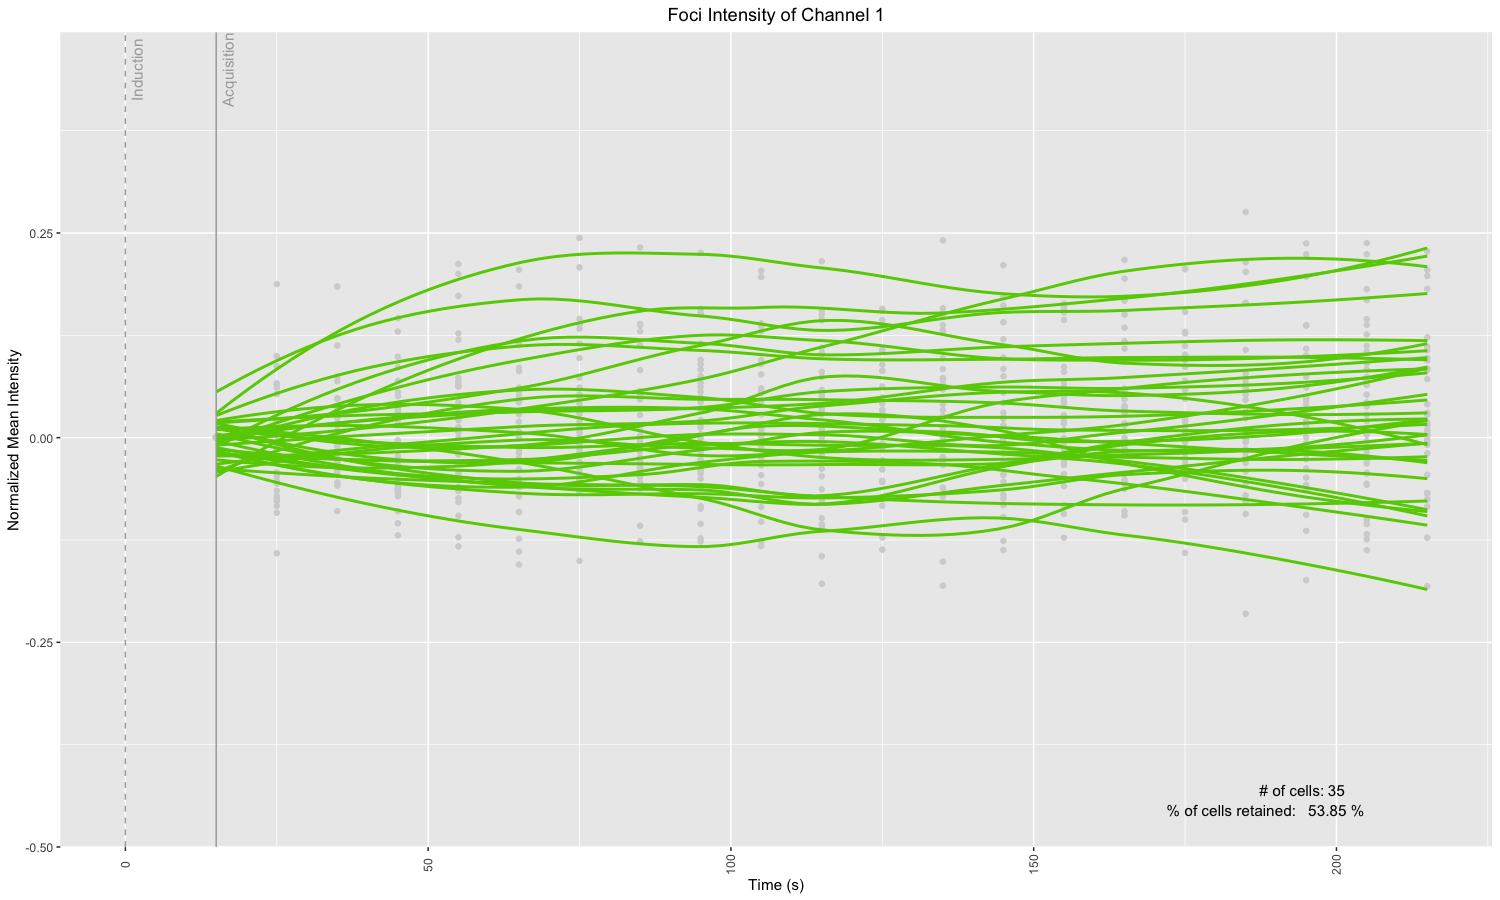 Foci Intensity of Channel 1
Induction
Acquisition
Normalized Mean Intensity
0.25
0.00
-0.25
-0.50
# of cells: 35
% of cells retained: 53.85 %
0
50
100
150
200
Time (s)